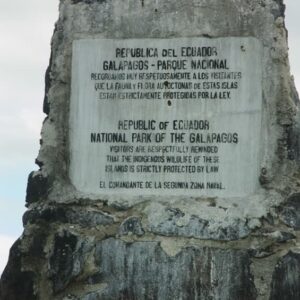 REPUBLICA DEL ECUADOR
GALAPAGOS - PARQUE NACIONAL
RECORDAMOS MUY RESPETUOSAMENTE A LOS VISITANTES
QUE LA FAUNA y FLORA AUTOCTONAS DE ESTAS ISLAS
ESTAN ESTRICTAMENTE PROTEGIDAS POR LA LEY.
REPUBLIC OF ECUADOR
NATIONAL PARK OF THE GALAPAGOS
VISITORS ARE RESPECTFULLY REMINDED
THAT THE INDIGENOUS WILDLIFE OF THESE
ISLANDS IS STRICTLY PROTECTED BY LAW
EL COMANDANTE DE LA SEGUNDA ZONA NAVAL.